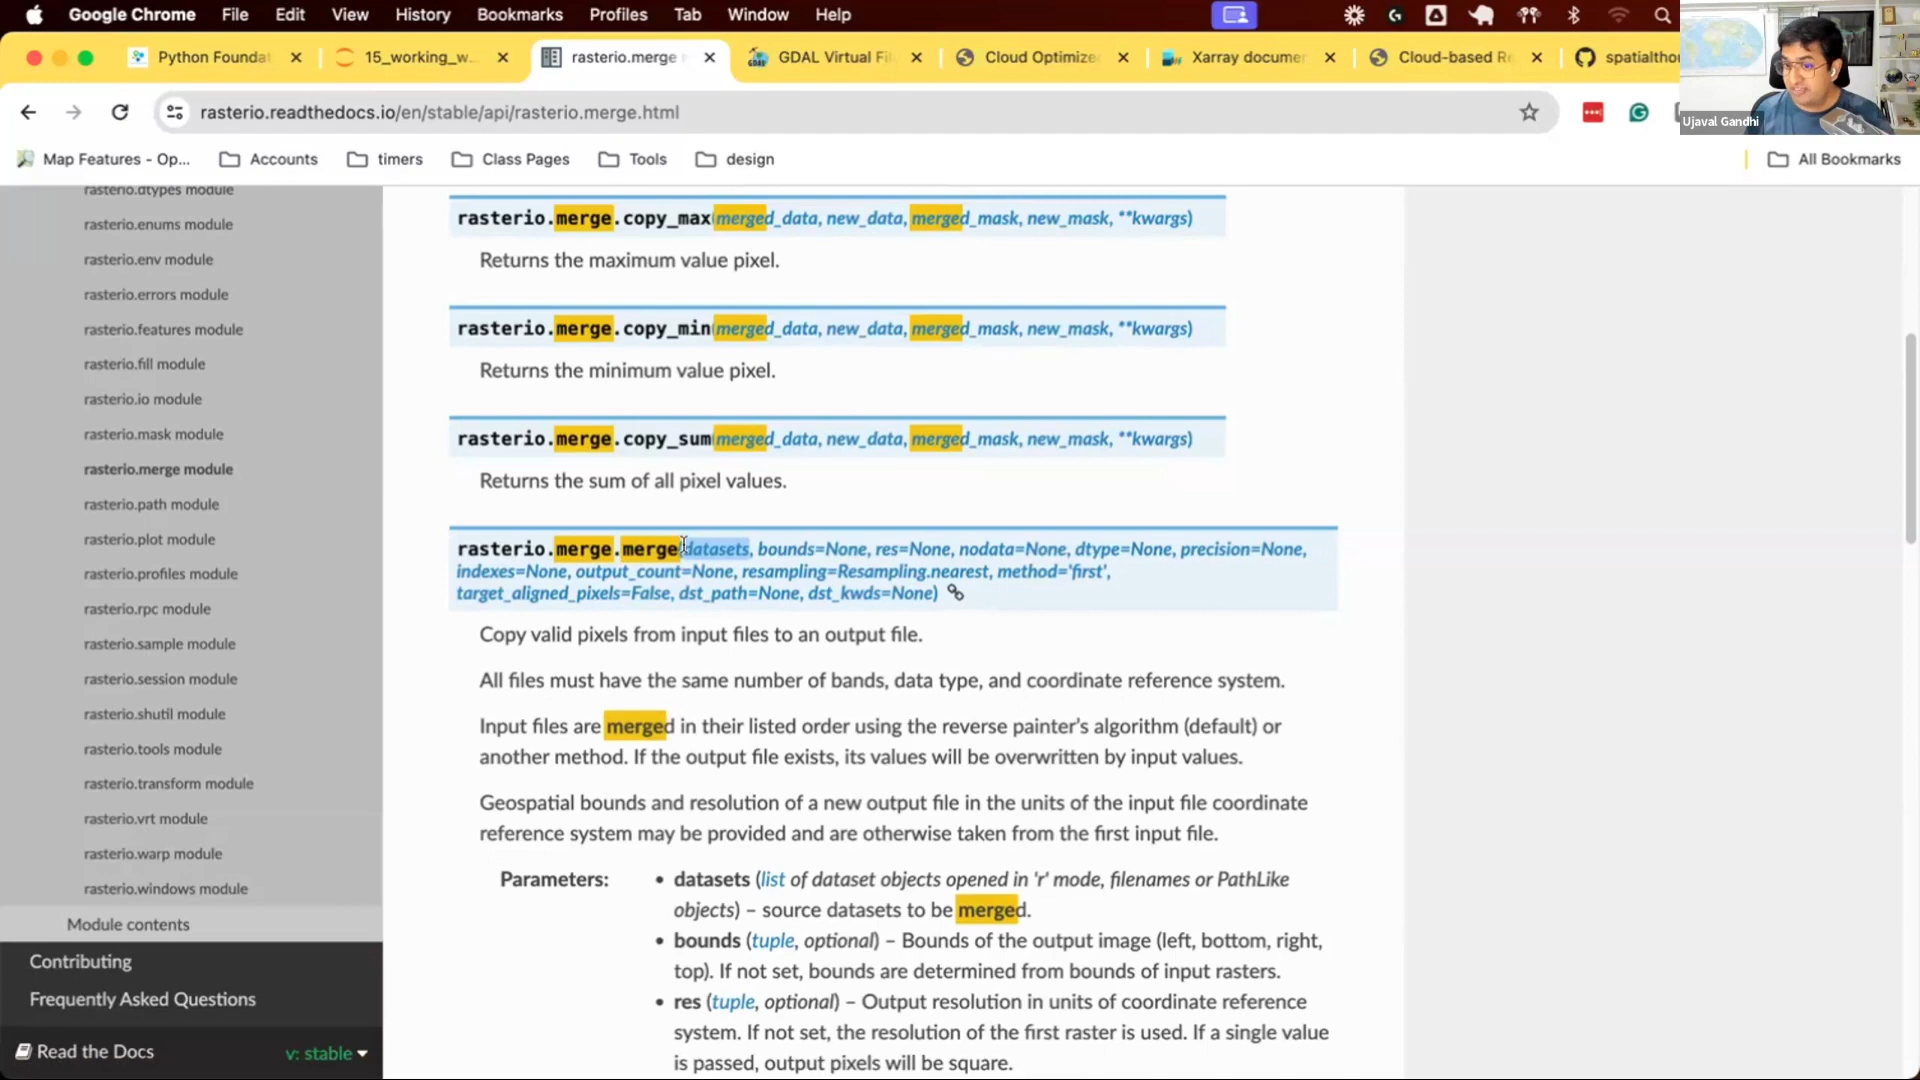 Google Chrome File Edit View History Bookmarks Profiles Tab Window Help
Python Foundat 15_working_w... rasterio.merge GDAL Virtual Fil Cloud Optimize Xarray documen Cloud-based R spatialthou
rasterio.readthedocs.io/en/stable/api/rasterio.merge.html
Ujaval Gandhi
Map Features - Op... Accounts timers Class Pages Tools design All Bookmarks
rasterio.dtypes module
rasterio.enums module
rasterio.env module
rasterio.errors module
rasterio.features module
rasterio.fill module
rasterio.io module
rasterio.mask module
rasterio.merge module
rasterio.path module
rasterio.plot module
rasterio.profiles module
rasterio.rpc module
rasterio.sample module
rasterio.session module
rasterio.shutil module
rasterio.tools module
rasterio.transform module
rasterio.vrt module
rasterio.warp module
rasterio.windows module
Module contents
Contributing
Frequently Asked Questions
Read the Docs v: stable
rasterio.merge.copy_max(merged_data, new_data, merged_mask, new_mask, **kwargs)
Returns the maximum value pixel.
rasterio.merge.copy_min(merged_data, new_data, merged_mask, new_mask, **kwargs)
Returns the minimum value pixel.
rasterio.merge.copy_sum(merged_data, new_data, merged_mask, new_mask, **kwargs)
Returns the sum of all pixel values.
rasterio.merge.merge(datasets, bounds=None, res=None, nodata=None, dtype=None, precision=None,
indexes=None, output_count=None, resampling=Resampling.nearest, method='first',
target_aligned_pixels=False, dst_path=None, dst_kwds=None)
Copy valid pixels from input files to an output file.
All files must have the same number of bands, data type, and coordinate reference system.
Input files are merged in their listed order using the reverse painter's algorithm (default) or
another method. If the output file exists, its values will be overwritten by input values.
Geospatial bounds and resolution of a new output file in the units of the input file coordinate
reference system may be provided and are otherwise taken from the first input file.
Parameters:
• datasets (list of dataset objects opened in 'r' mode, filenames or PathLike
objects) – source datasets to be merged.
• bounds (tuple, optional) – Bounds of the output image (left, bottom, right,
top). If not set, bounds are determined from bounds of input rasters.
• res (tuple, optional) – Output resolution in units of coordinate reference
system. If not set, the resolution of the first raster is used. If a single value
is passed, output pixels will be square.